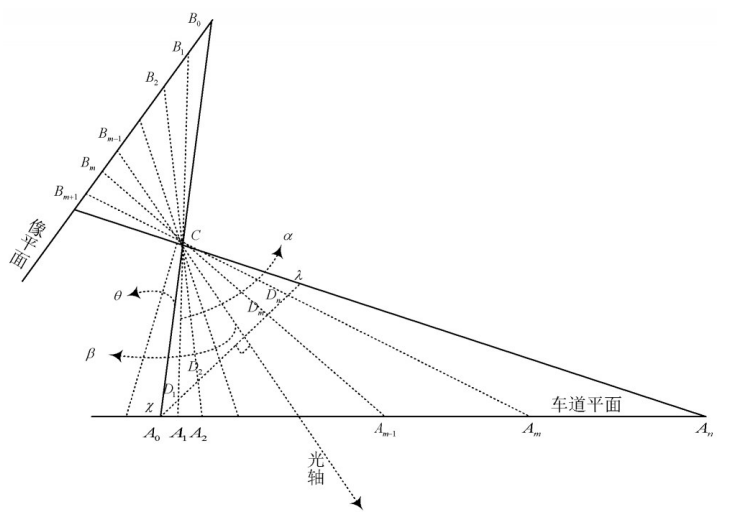 B₀
B₁
B₂
Bₘ₋₁
Bₘ
Bₘ₊₁
像平面
C
α
λ
θ
Dₙ
Dₘ
β
D₂
D₁
χ
车道平面
A₀ A₁ A₂ Aₘ₋₁ Aₘ Aₙ
光轴